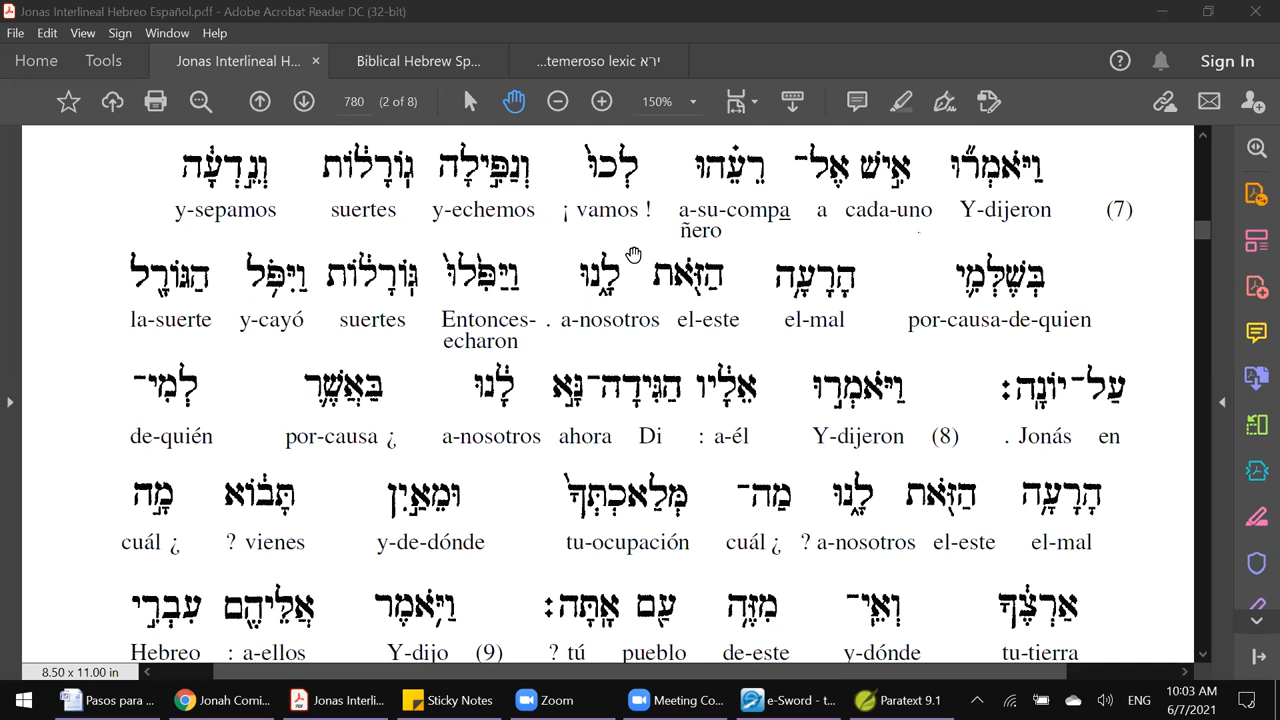 Jonas Interlineal Hebreo Español.pdf - Adobe Acrobat Reader DC (32-bit)
File Edit View Sign Window Help
Home Tools Jonas Interlineal H... × Biblical Hebrew Sp... ...temeroso lexic ירא Sign In
780 (2 of 8) 150%
וַיֹּאמְר֞וּ אִ֣ישׁ אֶל־ רֵעֵ֗הוּ לְכוּ֙ וְנַפִּ֣ילָה גֽוֹרָל֔וֹת וְנֵ֣דְעָ֔ה
(7) Y-dijeron cada-uno a a-su-compa ¡ vamos ! y-echemos suertes y-sepamos
ñero
בְּשֶׁלְּמִ֛י הָרָעָ֥ה הַזֹּ֖את לָ֑נוּ וַיַּפִּ֙לוּ֙ גּֽוֹרָל֔וֹת וַיִּפֹּ֥ל הַגּוֹרָ֖ל
por-causa-de-quien el-mal el-este a-nosotros . Entonces- suertes y-cayó la-suerte
echaron
עַל־ יוֹנָֽה׃ וַיֹּאמְר֣וּ אֵלָ֔יו הַגִּידָה־נָּ֣א לָ֔נוּ בַּאֲשֶׁ֛ר לְמִי־
en Jonás . (8) Y-dijeron a-él : Di ahora a-nosotros ¿ por-causa de-quién
הָרָעָ֥ה הַזֹּ֖את לָ֑נוּ מַה־ מְּלַאכְתְּךָ֙ וּמֵאַ֣יִן תָּב֔וֹא מָ֣ה
el-mal el-este a-nosotros ? ¿ cuál tu-ocupación y-de-dónde vienes ? ¿ cuál
אַרְצֶ֔ךָ וְאֵֽי־ מִזֶּ֥ה עַ֖ם אָֽתָּה׃ וַיֹּ֥אמֶר אֲלֵיהֶ֖ם עִבְרִ֣י
tu-tierra y-dónde de-este pueblo tú ? (9) Y-dijo a-ellos : Hebreo
8.50 x 11.00 in
Pasos para ... Jonah Comi... Jonas Interli... Sticky Notes Zoom Meeting Co... e-Sword - t... Paratext 9.1 ENG 10:03 AM
6/7/2021